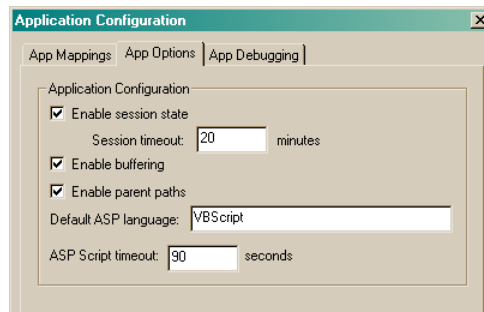 Application Configuration
App Mappings App Options App Debugging
Application Configuration
Enable session state
Session timeout: 20 minutes
Enable buffering
Enable parent paths
Default ASP language: VBScript
ASP Script timeout: 90 seconds